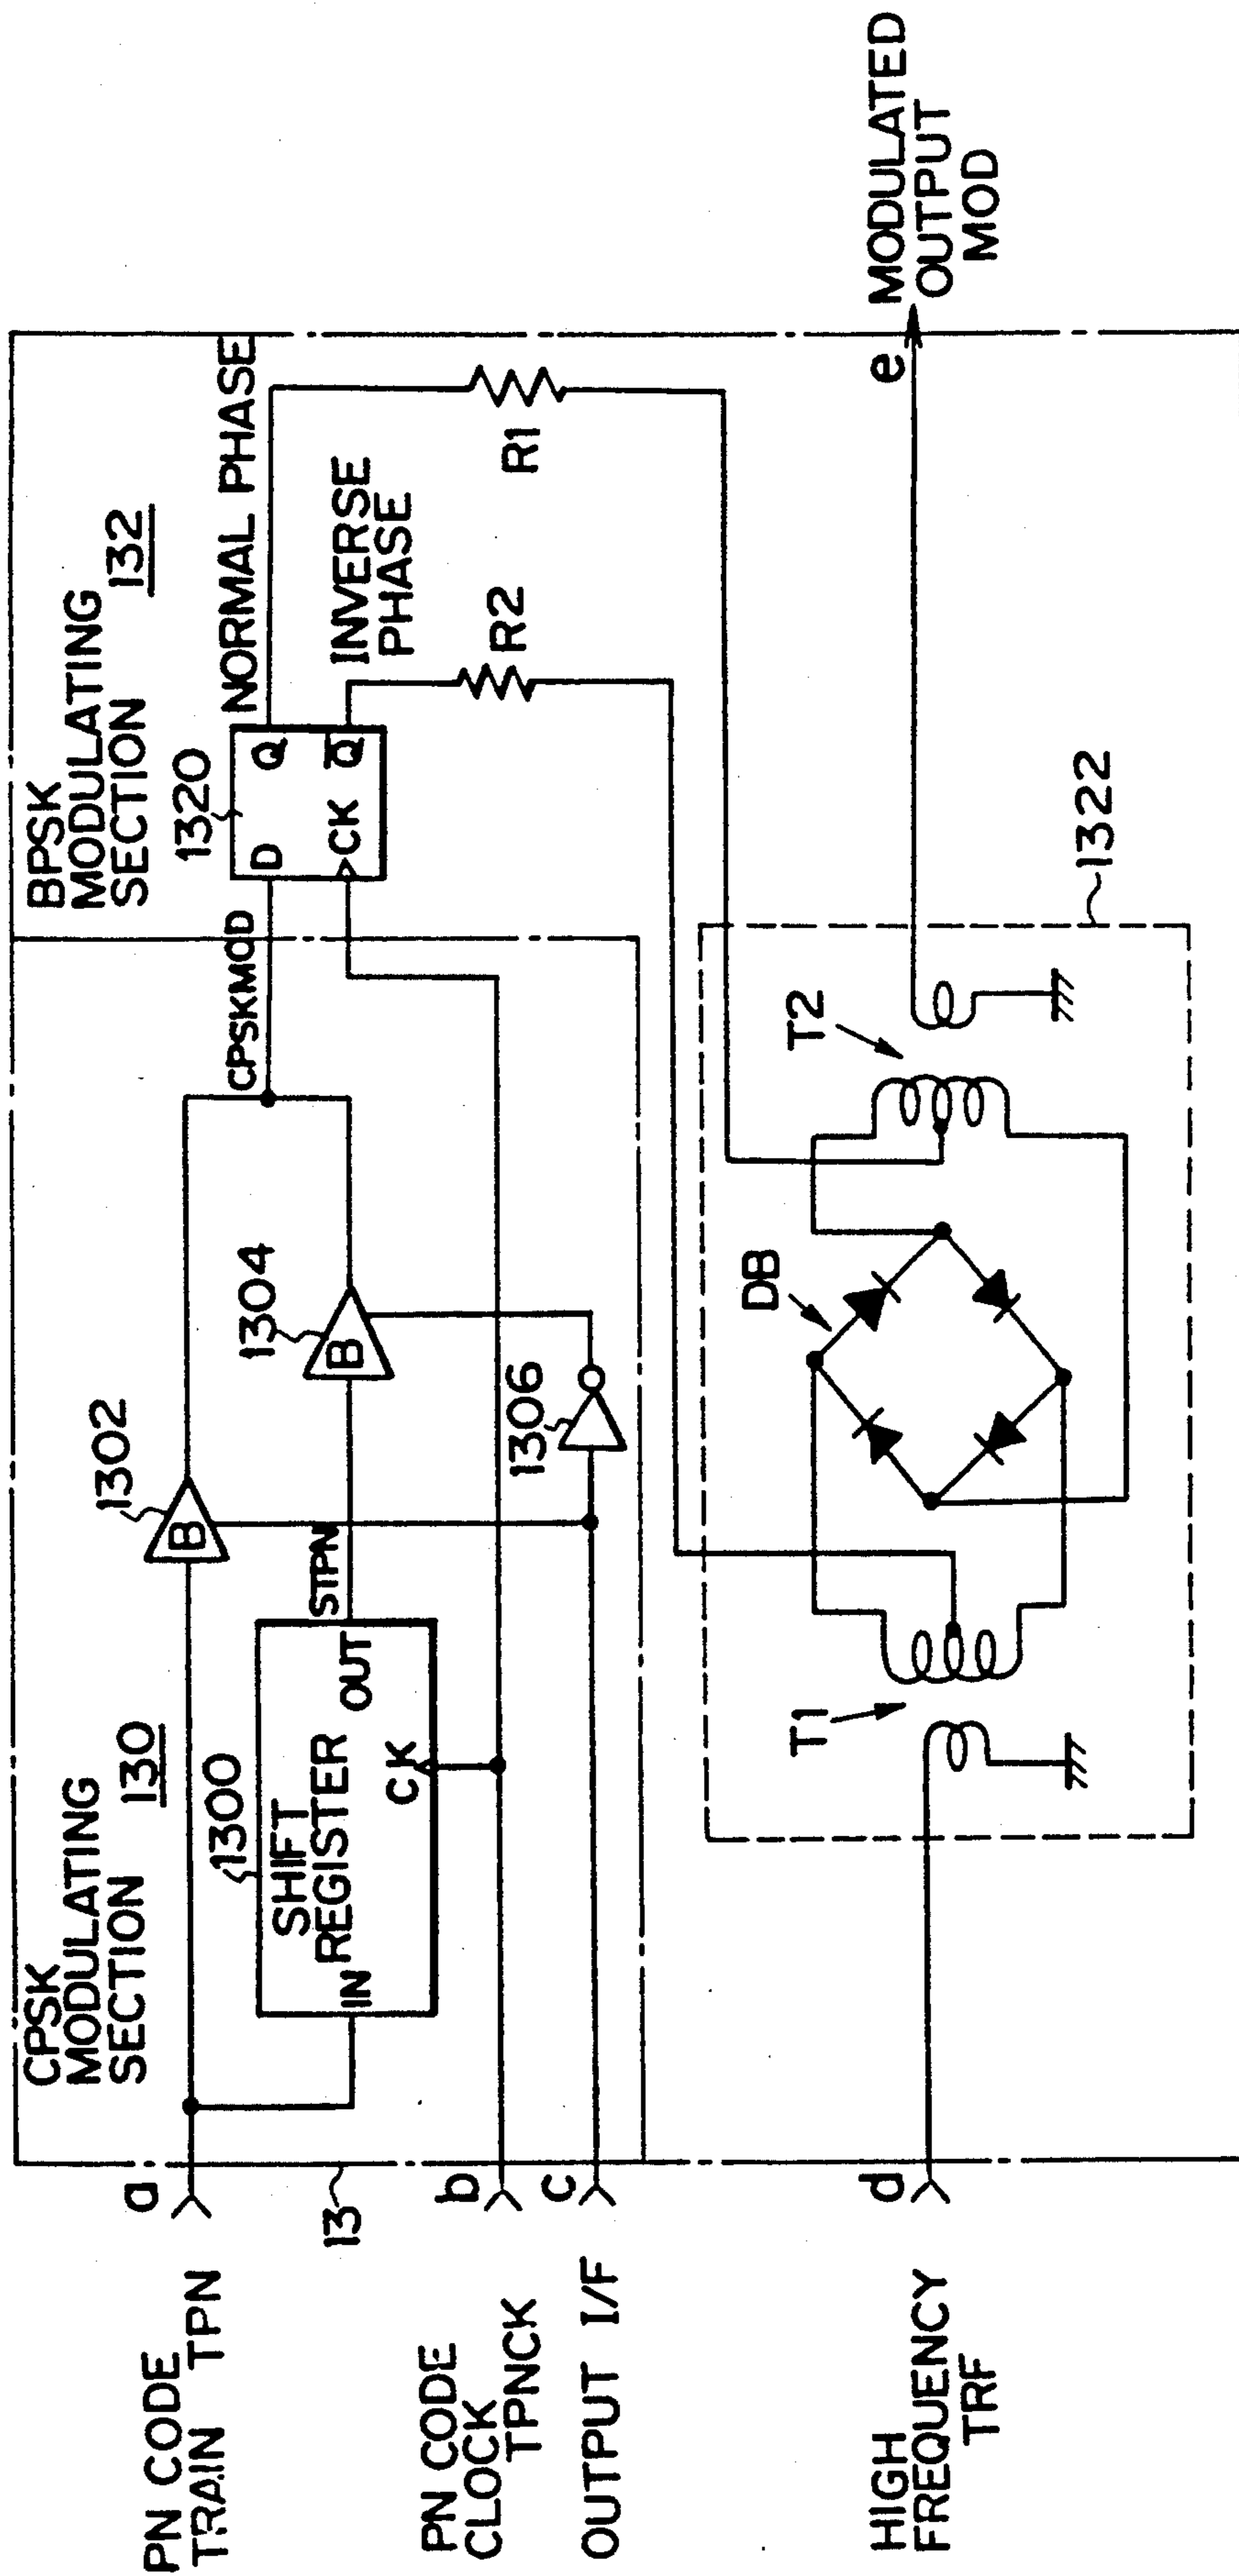 CPSK
MODULATING
SECTION 130
BPSK
MODULATING
SECTION 132
a
PN CODE
TRAIN TPN
13
b
PN CODE
CLOCK
TPNCK
c
OUTPUT I/F
d
HIGH
FREQUENCY
TRF
1300
SHIFT
REGISTER
IN
OUT
CK
STPN
1302
B
1304
B
1306
CPSKMOD
1320
D
Q
CK
Q̅
NORMAL PHASE
INVERSE
PHASE
R1
R2
T1
DB
T2
1322
e
MODULATED
OUTPUT
MOD